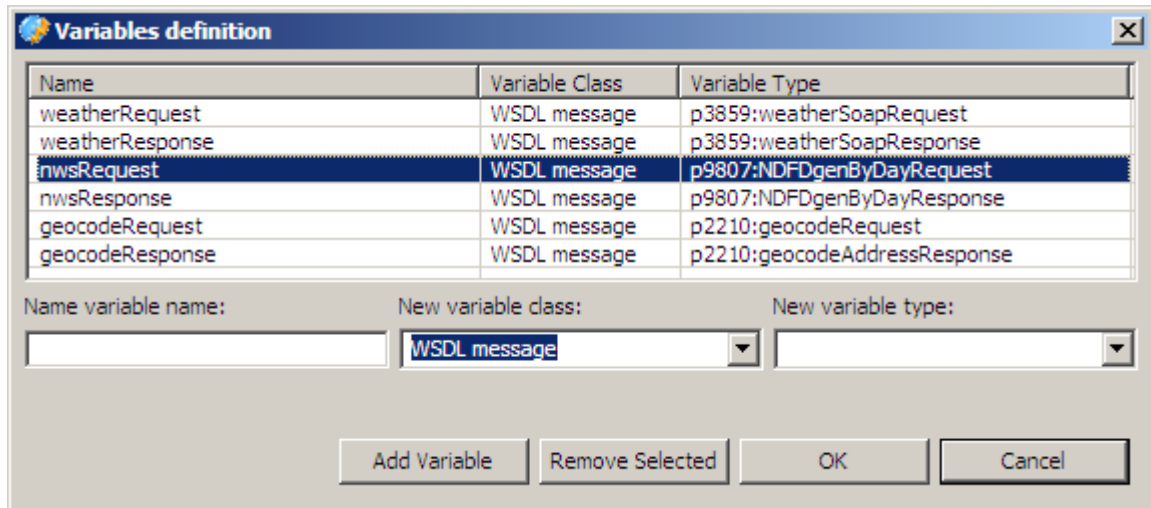 Variables definition
Name Variable Class Variable Type
weatherRequest WSDL message p3859:weatherSoapRequest
weatherResponse WSDL message p3859:weatherSoapResponse
nwsRequest WSDL message p9807:NDFDgenByDayRequest
nwsResponse WSDL message p9807:NDFDgenByDayResponse
geocodeRequest WSDL message p2210:geocodeRequest
geocodeResponse WSDL message p2210:geocodeAddressResponse
Name variable name: New variable class: New variable type:
WSDL message
Add Variable Remove Selected OK Cancel